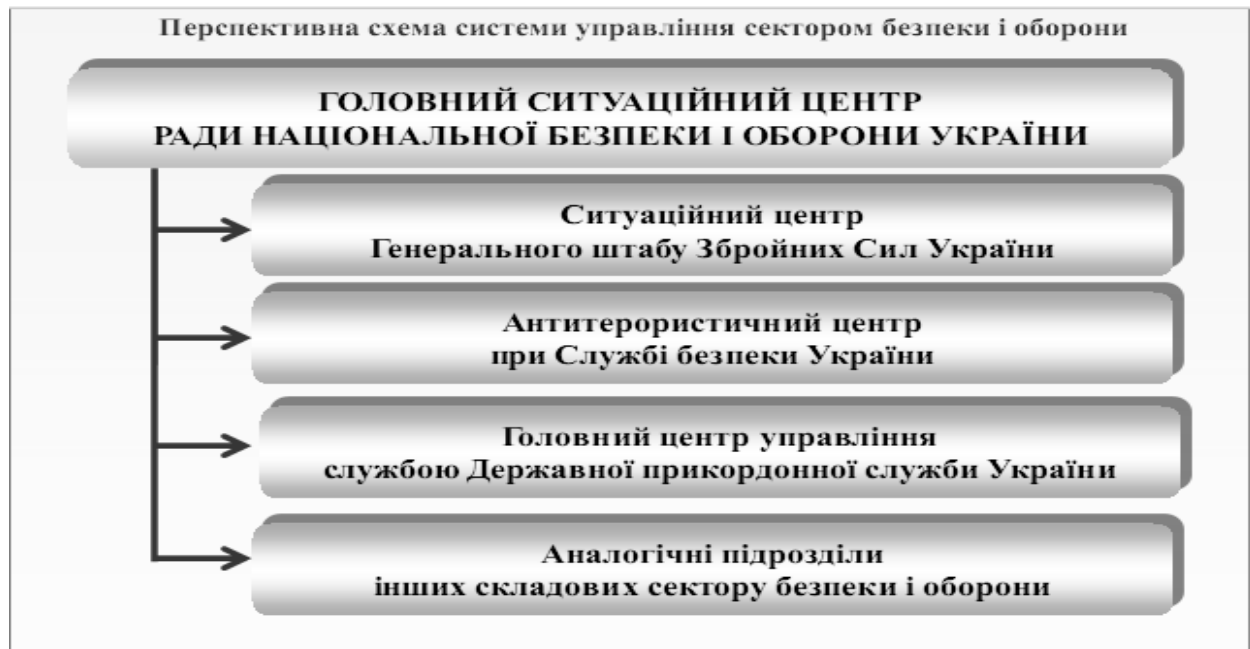 Перспективна схема системи управління сектором безпеки і оборони
ГОЛОВНИЙ СИТУАЦІЙНИЙ ЦЕНТР
РАДИ НАЦІОНАЛЬНОЇ БЕЗПЕКИ І ОБОРОНИ УКРАЇНИ
Ситуаційний центр
Генерального штабу Збройних Сил України
Антитерористичний центр
при Службі безпеки України
Головний центр управління
службою Державної прикордонної служби України
Аналогічні підрозділи
інших складових сектору безпеки і оборони